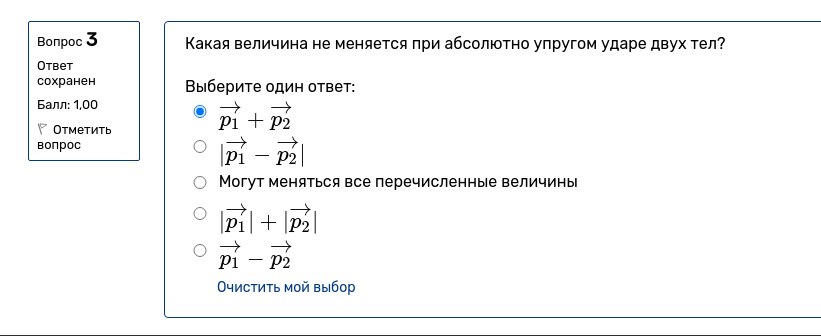 Вопрос 3
Ответ
сохранен
Балл: 1,00
Отметить
вопрос
Какая величина не меняется при абсолютно упругом ударе двух тел?
Выберите один ответ:
$\overrightarrow{p_1} + \overrightarrow{p_2}$
$|\overrightarrow{p_1} - \overrightarrow{p_2}|$
Могут меняться все перечисленные величины
$|\overrightarrow{p_1}| + |\overrightarrow{p_2}|$
$\overrightarrow{p_1} - \overrightarrow{p_2}$
Очистить мой выбор